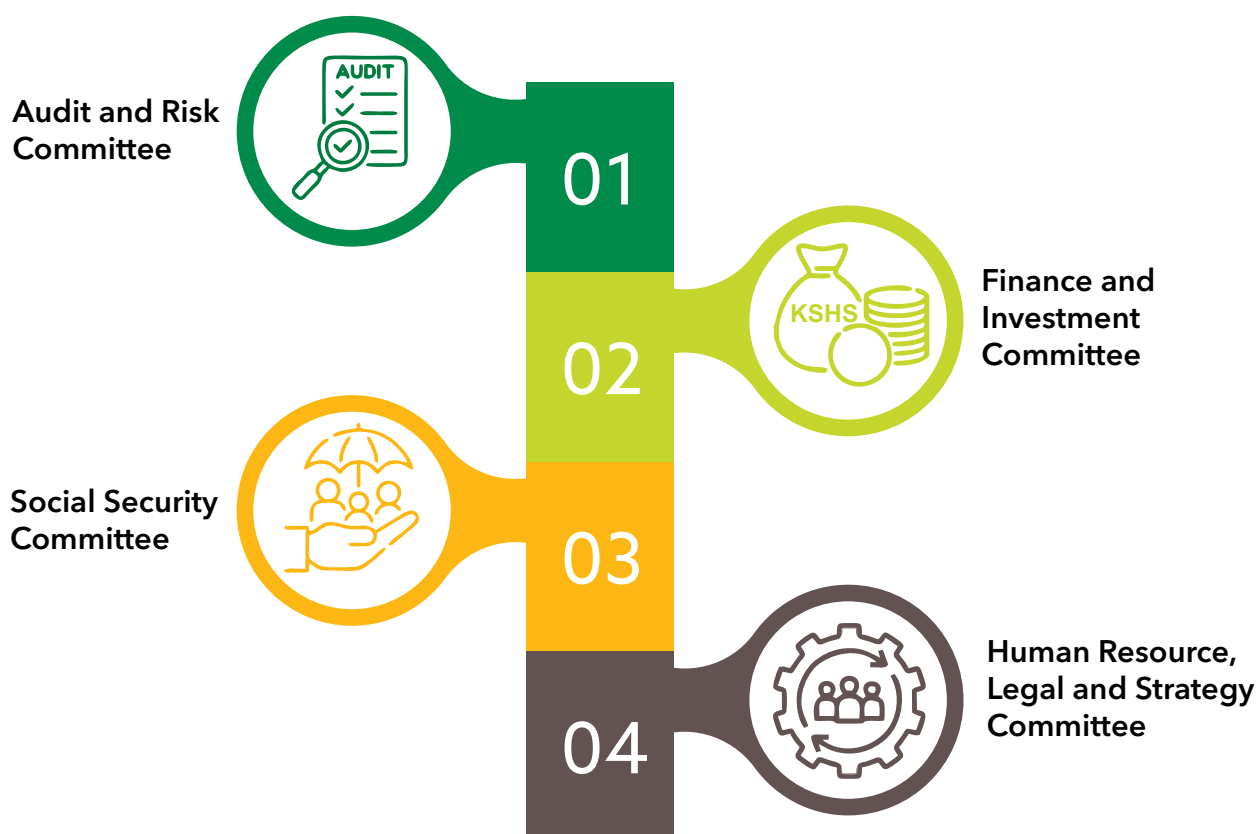 Audit and Risk
Committee
AUDIT
01
02
KSHS
Finance and
Investment
Committee
Social Security
Committee
03
04
Human Resource,
Legal and Strategy
Committee